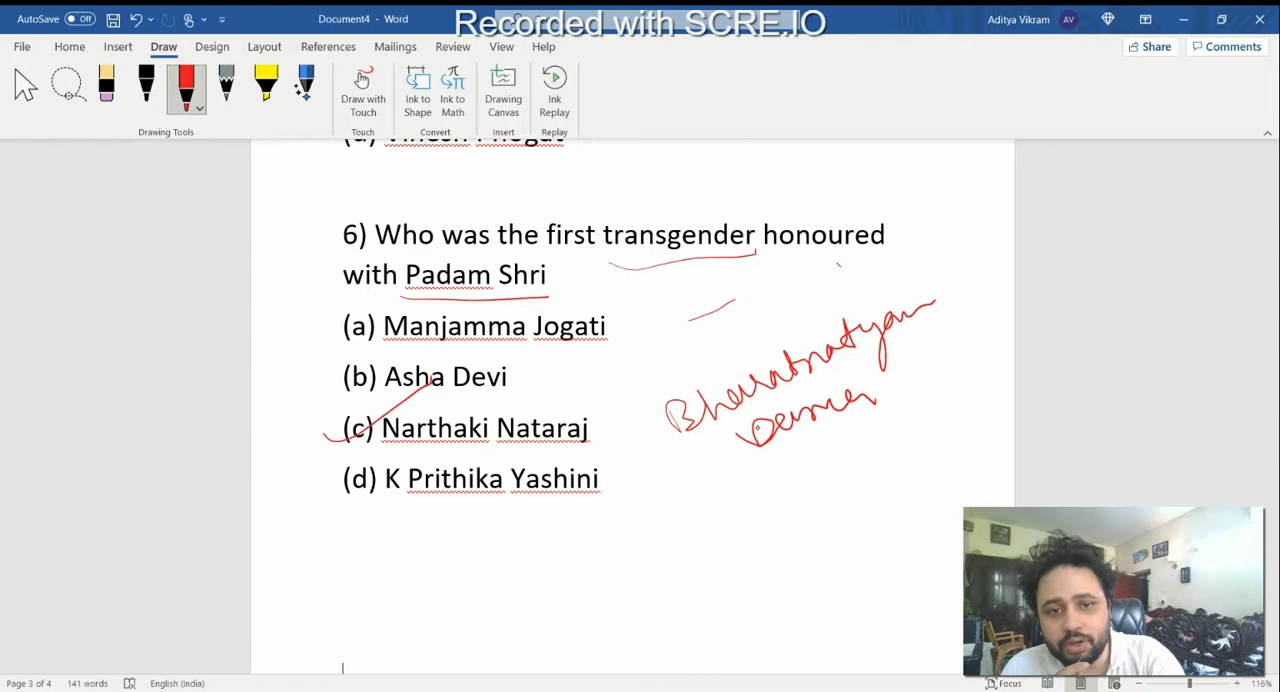 Recorded with SCRE.IO
AutoSave Off
Document4 - Word
Aditya Vikram AV
File Home Insert Draw Design Layout References Mailings Review View Help Share Comments
Draw with Touch
Ink to Shape
Ink to Math
Drawing Canvas
Ink Replay
Drawing Tools Touch Convert Insert Replay
6) Who was the first transgender honoured
with Padam Shri
(a) Manjamma Jogati
(b) Asha Devi
(c) Narthaki Nataraj
(d) K Prithika Yashini
Bharatnatyam
Page 3 of 4 141 words English (India) Focus 116%